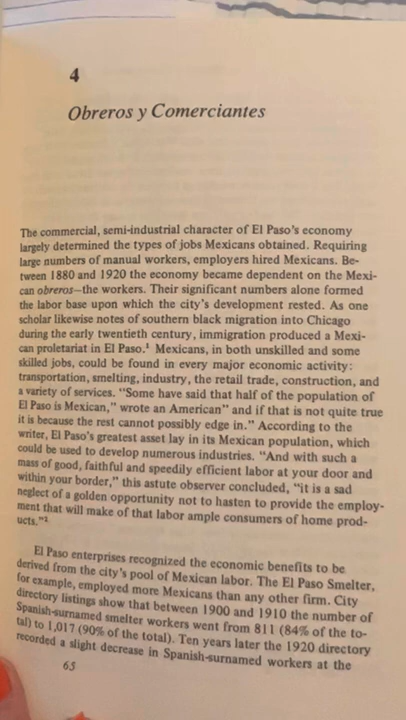 4
Obreros y Comerciantes
The commercial, semi-industrial character of El Paso's economy
largely determined the types of jobs Mexicans obtained. Requiring
large numbers of manual workers, employers hired Mexicans. Be-
tween 1880 and 1920 the economy became dependent on the Mexi-
can obreros—the workers. Their significant numbers alone formed
the labor base upon which the city's development rested. As one
scholar likewise notes of southern black migration into Chicago
during the early twentieth century, immigration produced a Mexi-
can proletariat in El Paso.¹ Mexicans, in both unskilled and some
skilled jobs, could be found in every major economic activity:
transportation, smelting, industry, the retail trade, construction, and
a variety of services. "Some have said that half of the population of
El Paso is Mexican," wrote an American" and if that is not quite true
it is because the rest cannot possibly edge in." According to the
writer, El Paso's greatest asset lay in its Mexican population, which
could be used to develop numerous industries. "And with such a
mass of good, faithful and speedily efficient labor at your door and
within your border," this astute observer concluded, "it is a sad
neglect of a golden opportunity not to hasten to provide the employ-
ment that will make of that labor ample consumers of home prod-
ucts."²
El Paso enterprises recognized the economic benefits to be
derived from the city's pool of Mexican labor. The El Paso Smelter,
for example, employed more Mexicans than any other firm. City
directory listings show that between 1900 and 1910 the number of
Spanish-surnamed smelter workers went from 811 (84% of the to-
tal) to 1,017 (90% of the total). Ten years later the 1920 directory
recorded a slight decrease in Spanish-surnamed workers at the
65